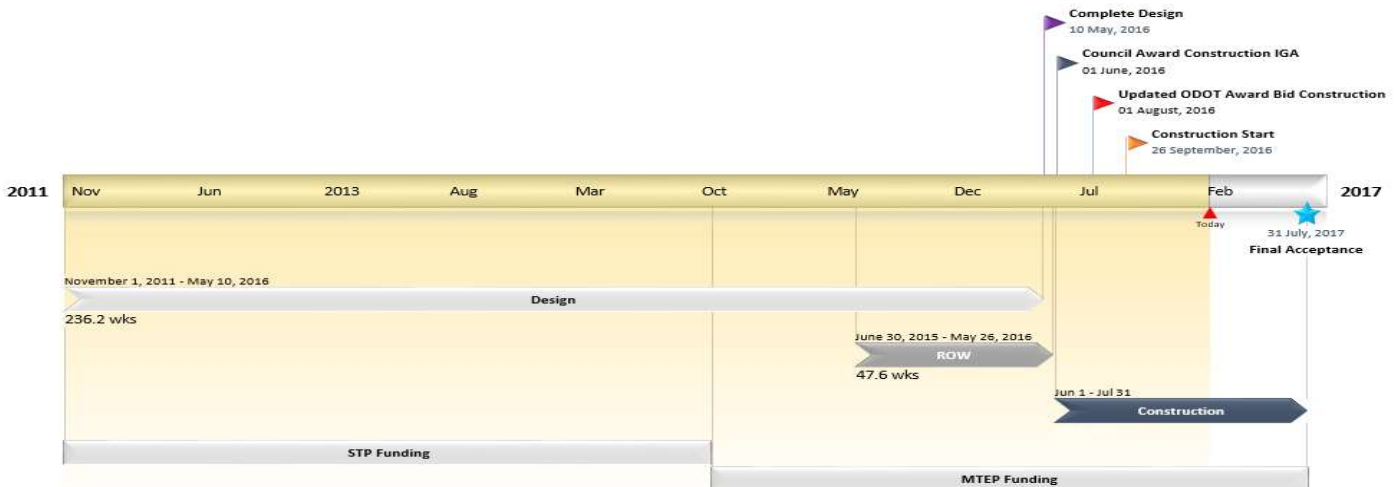 Complete Design
10 May, 2016
Council Award Construction IGA
01 June, 2016
Updated ODOT Award Bid Construction
01 August, 2016
Construction Start
26 September, 2016
2011 Nov Jun 2013 Aug Mar Oct May Dec Jul Feb 2017
Today
31 July, 2017
Final Acceptance
November 1, 2011 - May 10, 2016
Design
236.2 wks
June 30, 2015 - May 26, 2016
ROW
47.6 wks
Jun 1 - Jul 31
Construction
STP Funding
MTEP Funding